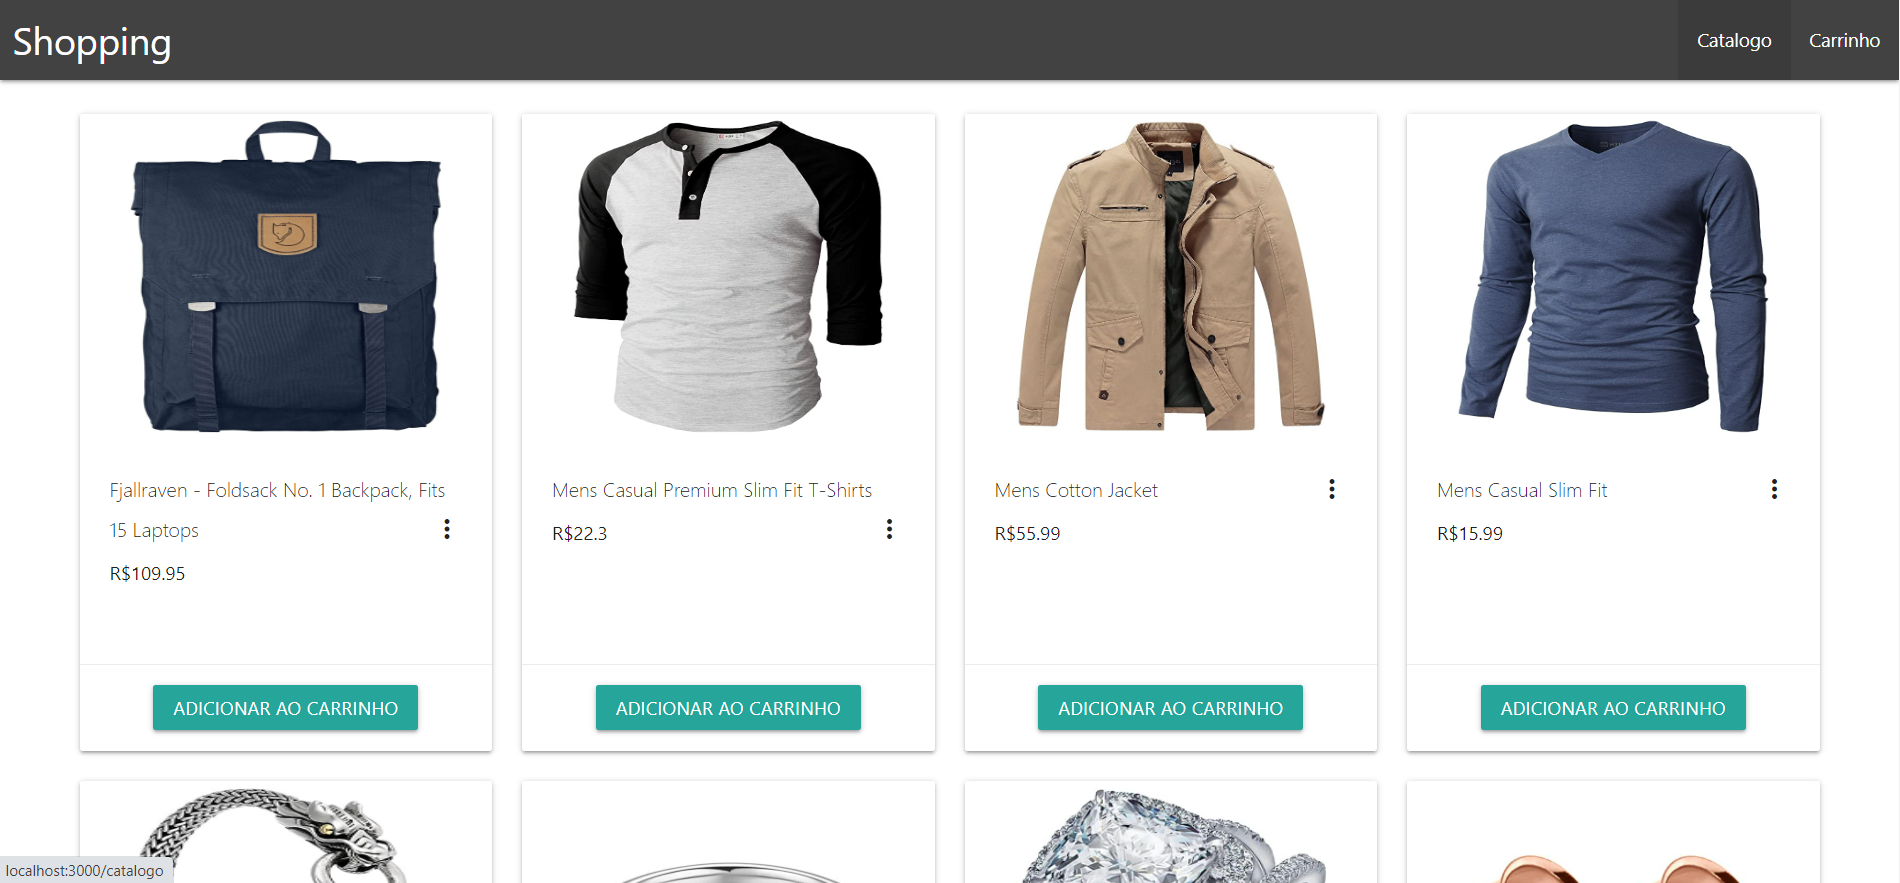 Shopping
Catalogo
Carrinho
Fjallraven - Foldsack No. 1 Backpack, Fits
15 Laptops
R$109.95
Mens Casual Premium Slim Fit T-Shirts
R$22.3
Mens Cotton Jacket
R$55.99
Mens Casual Slim Fit
R$15.99
ADICIONAR AO CARRINHO
ADICIONAR AO CARRINHO
ADICIONAR AO CARRINHO
ADICIONAR AO CARRINHO
localhost:3000/catalogo